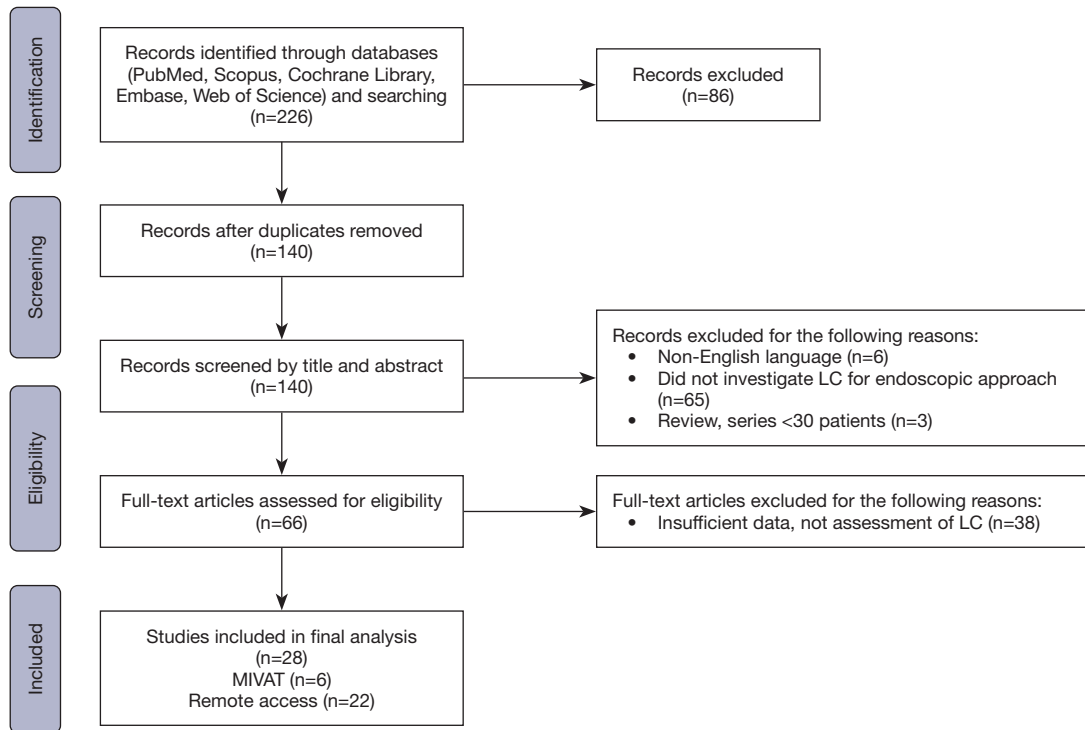 Identification
Records identified through databases
(PubMed, Scopus, Cochrane Library,
Embase, Web of Science) and searching
(n=226)
Records excluded
(n=86)
Screening
Records after duplicates removed
(n=140)
Records screened by title and abstract
(n=140)
Records excluded for the following reasons:
• Non-English language (n=6)
• Did not investigate LC for endoscopic approach
(n=65)
• Review, series <30 patients (n=3)
Eligibility
Full-text articles assessed for eligibility
(n=66)
Full-text articles excluded for the following reasons:
• Insufficient data, not assessment of LC (n=38)
Included
Studies included in final analysis
(n=28)
MIVAT (n=6)
Remote access (n=22)